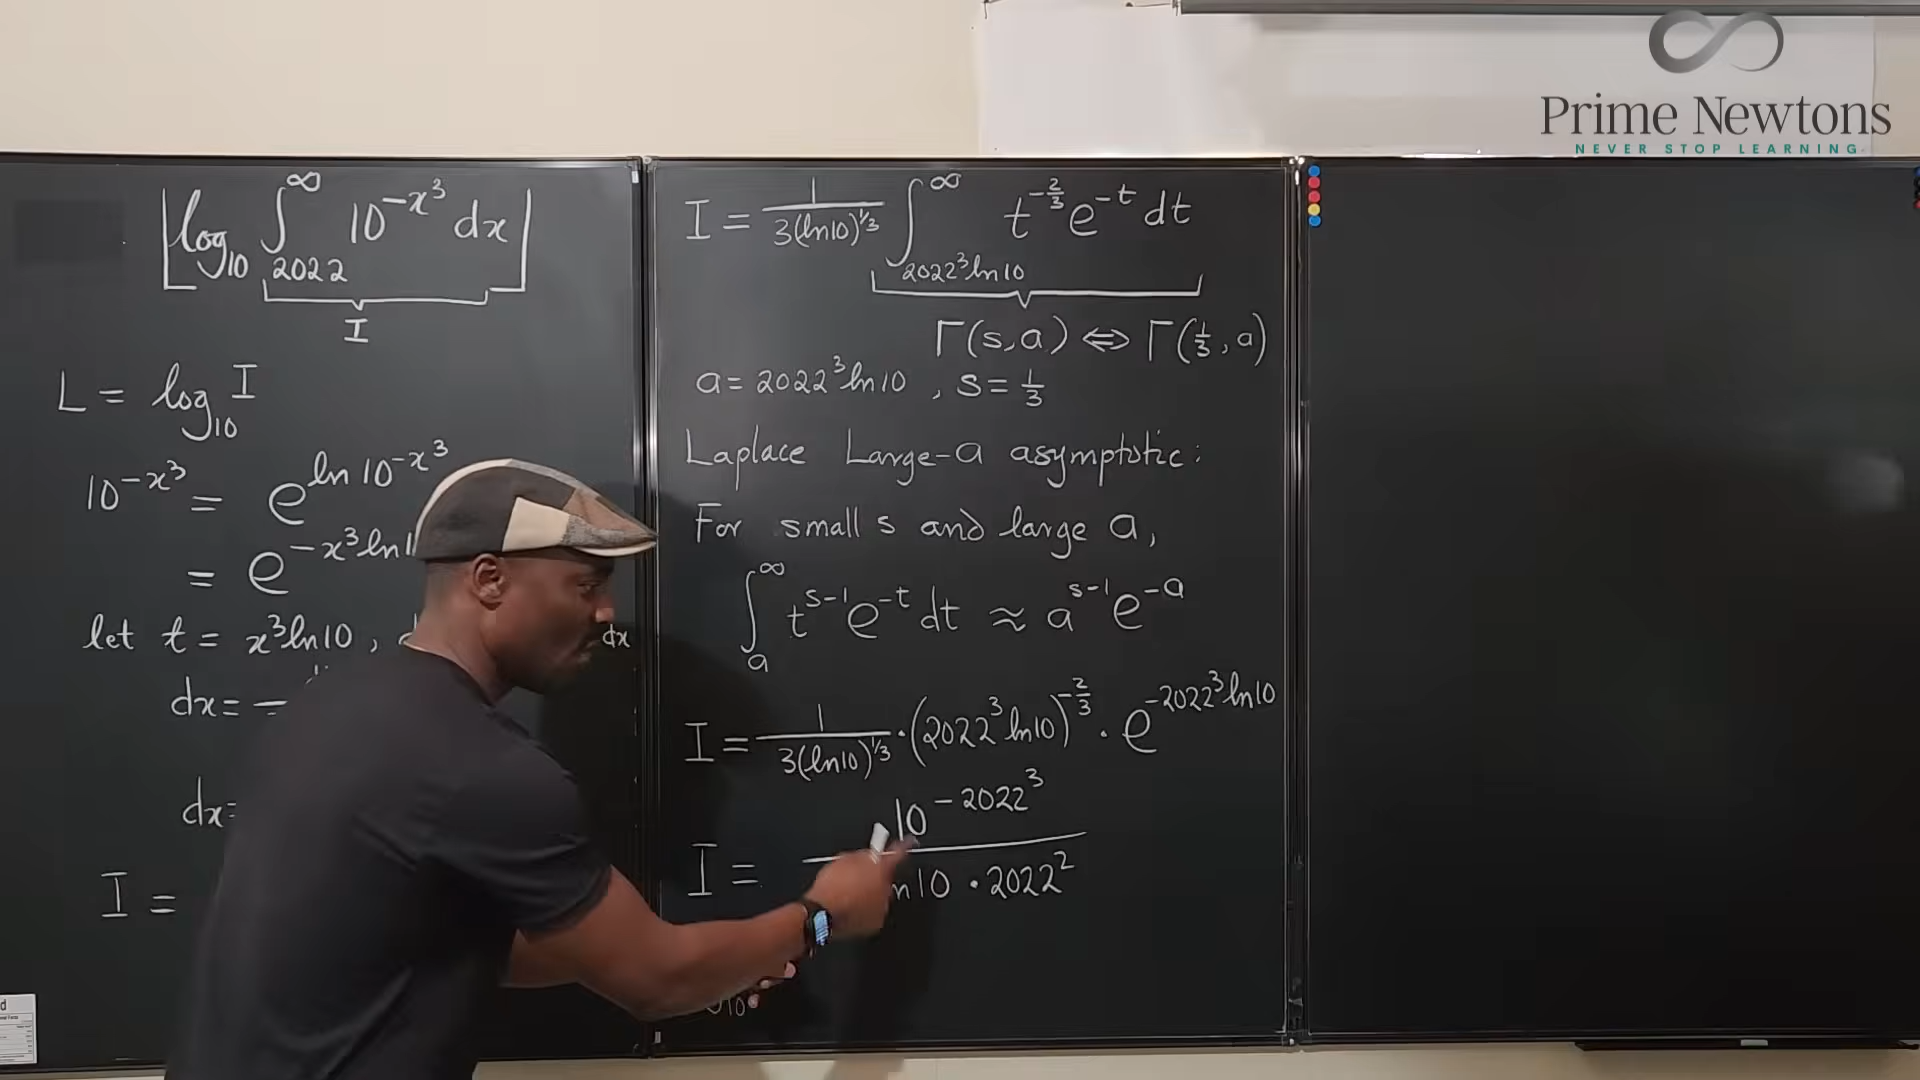 Prime Newtons
NEVER STOP LEARNING.
⌊log₁₀ ∫₂₀₂₂^∞ 10^(-x³) dx⌋
I
L = log₁₀ I
10^(-x³) = e^(ln 10^(-x³))
= e^(-x³ln1
let t = x³ln10 , d dx
dx=
dx=
I =
I = 1/(3(ln10)^(1/3)) ∫_(2022³ln10)^∞ t^(-2/3) e^(-t) dt
Γ(s,a) ⇔ Γ(1/3, a)
a = 2022³ln10 , s = 1/3
Laplace Large-a asymptotic:
For small s and large a,
∫ₐ^∞ t^(s-1) e^(-t) dt ≈ a^(s-1) e^(-a)
I = 1/(3(ln10)^(1/3)) · (2022³ln10)^(-2/3) · e^(-2022³ln10)
I = 10^(-2022³)/(n10 · 2022²)